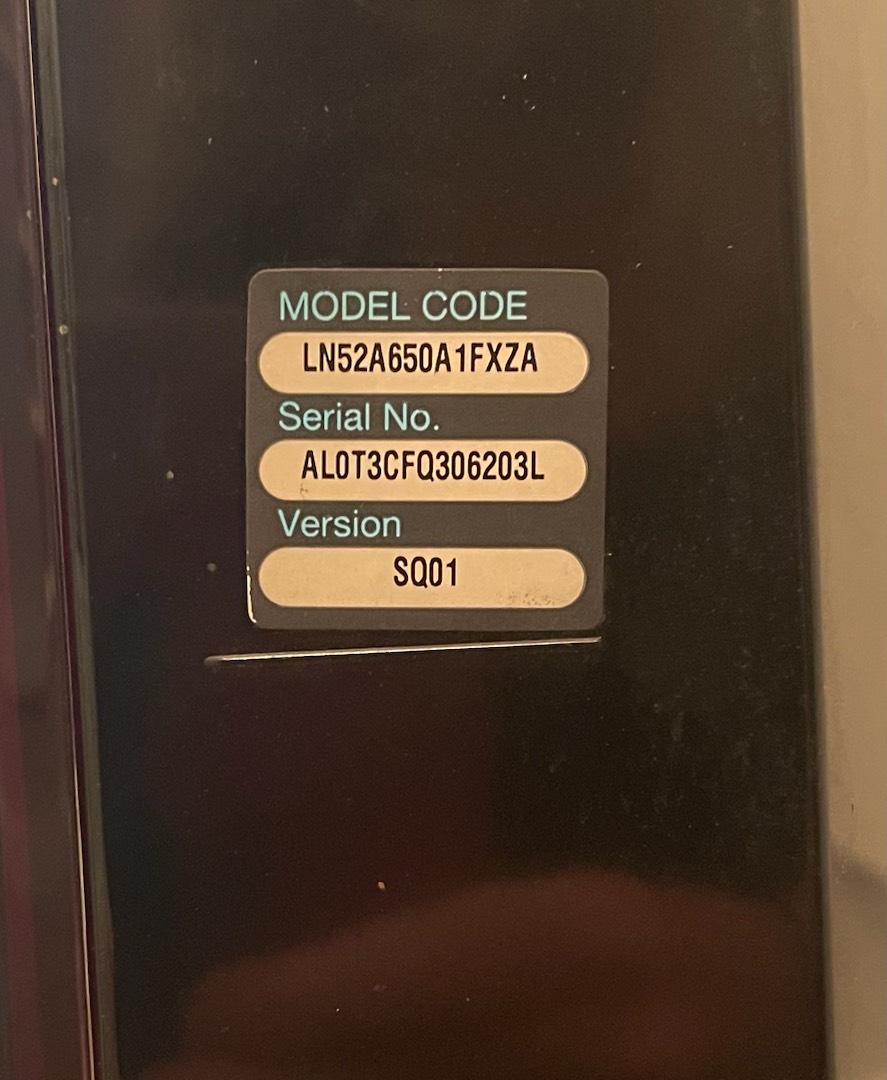 MODEL CODE
LN52A650A1FXZA
Serial No.
AL0T3CFQ306203L
Version
SQ01